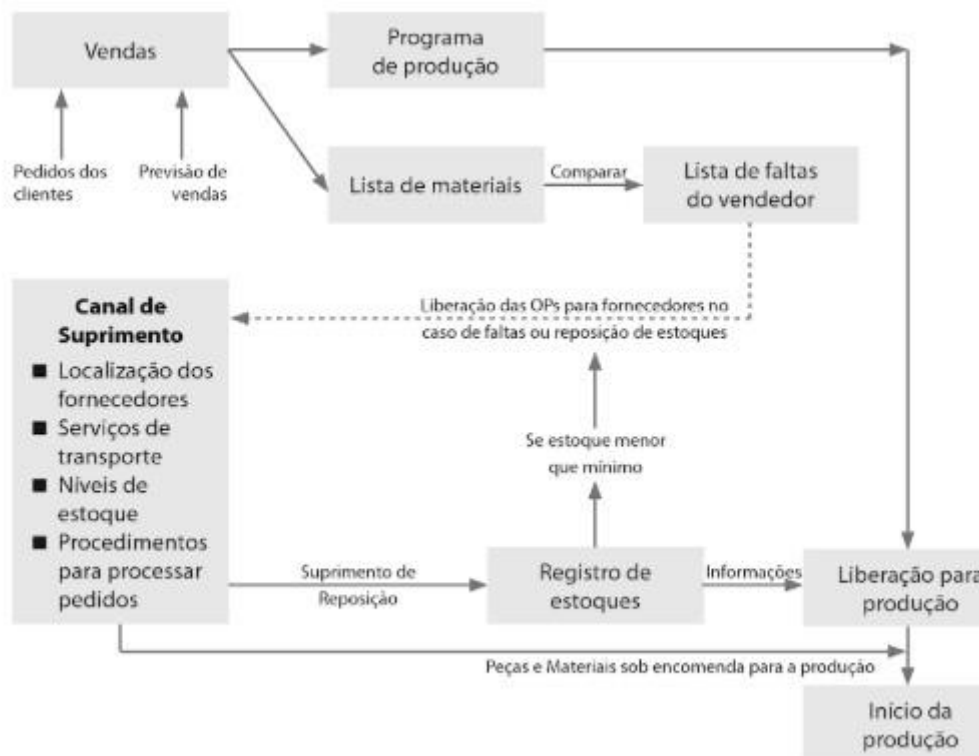 Vendas
Programa
de produção
Pedidos dos
clientes
Previsão de
vendas
Lista de materiais
Comparar
Lista de faltas
do vendedor
Canal de
Suprimento
■ Localização dos
fornecedores
■ Serviços de
transporte
■ Níveis de
estoque
■ Procedimentos
para processar
pedidos
Liberação das OPs para fornecedores no
caso de faltas ou reposição de estoques
Se estoque menor
que mínimo
Suprimento de
Reposição
Registro de
estoques
Informações
Liberação para
produção
Peças e Materiais sob encomenda para a produção
Início da
produção